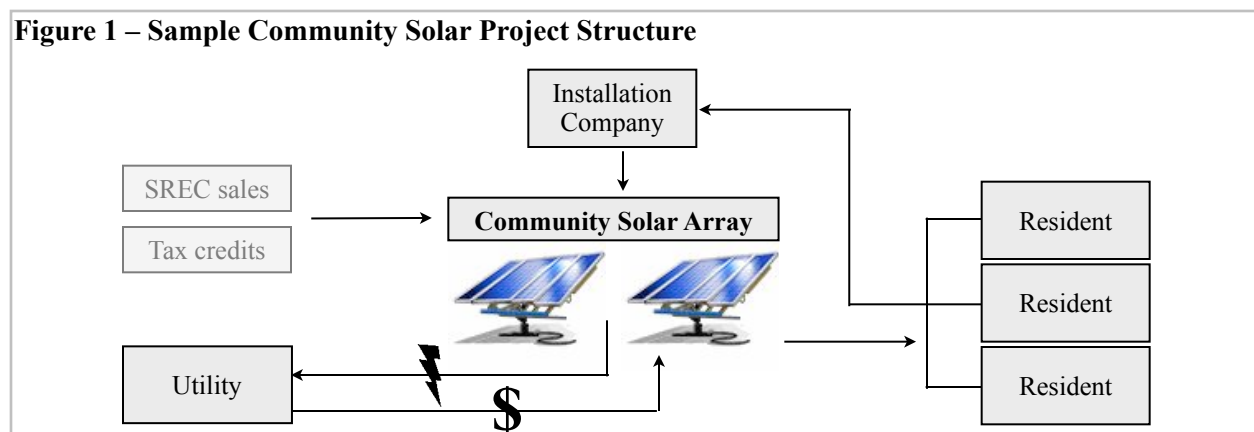 Figure 1 – Sample Community Solar Project Structure
Installation
Company
SREC sales
Tax credits
Community Solar Array
Resident
Resident
Resident
Utility
$